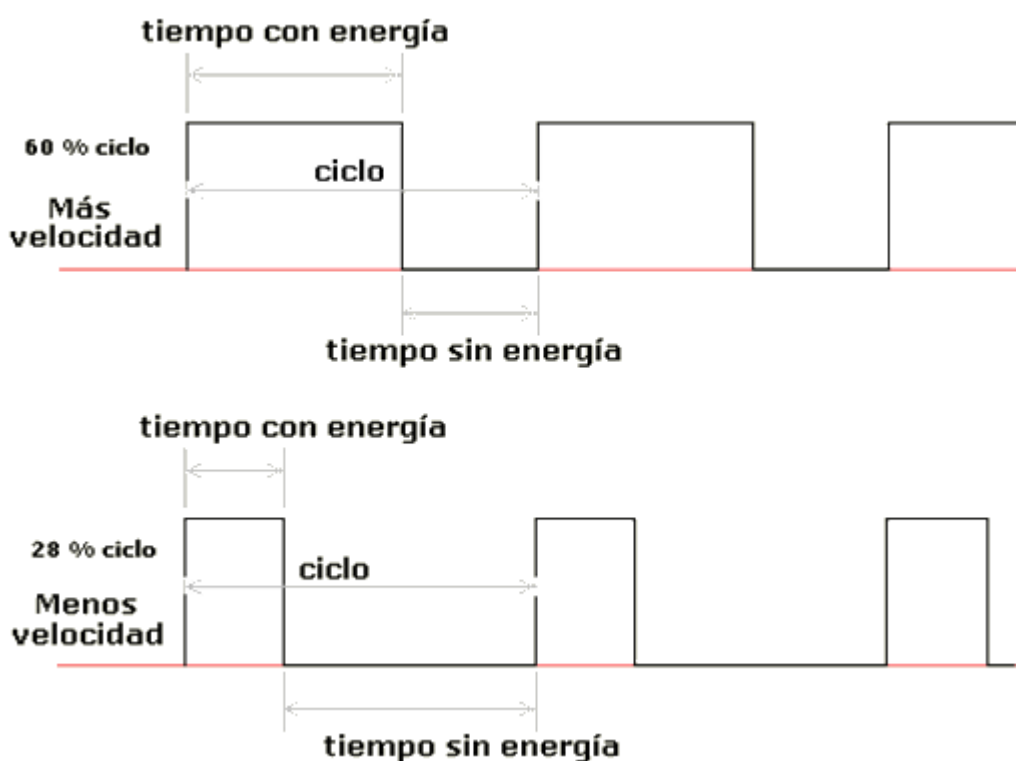 tiempo con energía
60 % ciclo
ciclo
Más
velocidad
tiempo sin energía
tiempo con energía
28 % ciclo
ciclo
Menos
velocidad
tiempo sin energía